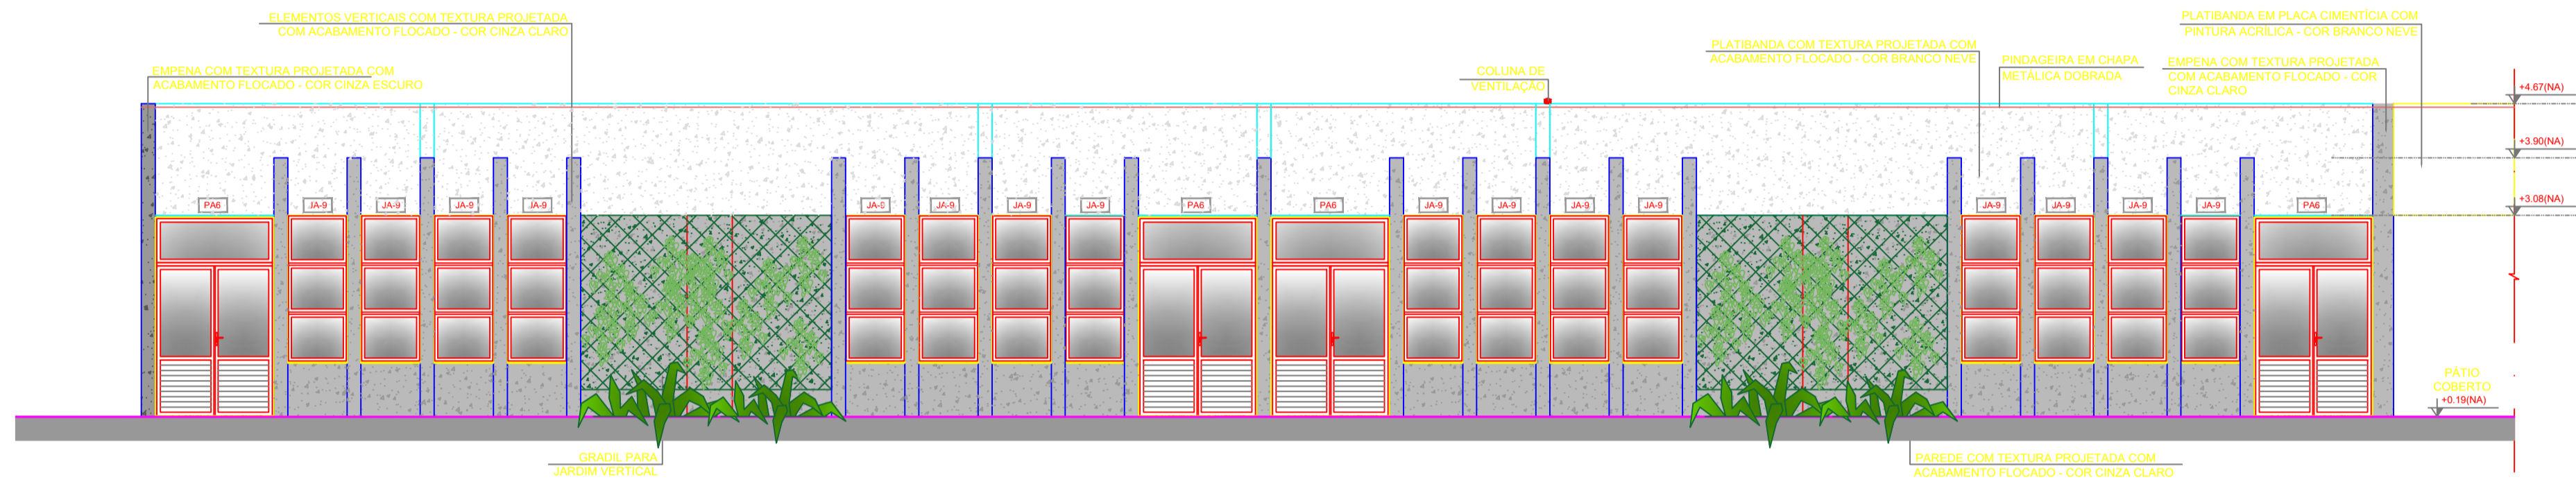 ELEMENTOS VERTICAIS COM TEXTURA PROJETADA
COM ACABAMENTO FLOCADO - COR CINZA CLARO
PLATIBANDA EM PLACA CIMENTÍCIA COM
PINTURA ACRÍLICA - COR BRANCO NEVE
PLATIBANDA COM TEXTURA PROJETADA COM
ACABAMENTO FLOCADO - COR BRANCO NEVE
EMPENA COM TEXTURA PROJETADA COM
ACABAMENTO FLOCADO - COR CINZA ESCURO
COLUNA DE
VENTILAÇÃO
PINDAGEIRA EM CHAPA
METÁLICA DOBRADA
EMPENA COM TEXTURA PROJETADA
COM ACABAMENTO FLOCADO - COR
CINZA CLARO
+4.67(NA)
+3.90(NA)
+3.08(NA)
PA6
JA-9
JA-9
JA-9
JA-9
JA-9
JA-9
JA-9
JA-9
PA6
PA6
JA-9
JA-9
JA-9
JA-9
JA-9
JA-9
JA-9
JA-9
PA6
PÁTIO
COBERTO
+0.19(NA)
GRADIL PARA
JARDIM VERTICAL
PAREDE COM TEXTURA PROJETADA COM
ACABAMENTO FLOCADO - COR CINZA CLARO